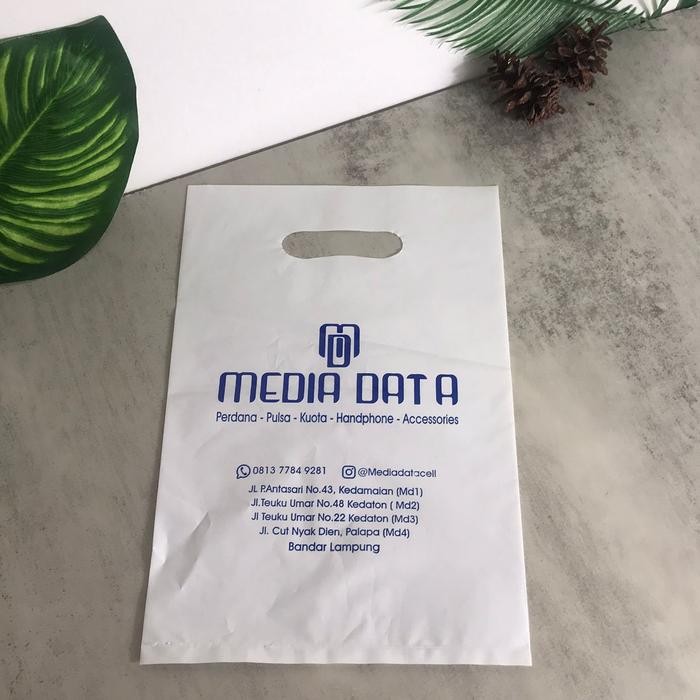 MD
MEDIA DATA
Perdana - Pulsa - Kuota - Handphone - Accessories
0813 7784 9281 @Mediadatacell
JL P.Antasari No.43, Kedamaian (Md1)
Jl.Teuku Umar No.48 Kedaton ( Md2)
Jl Teuku Umar No.22 Kedaton (Md3)
Jl. Cut Nyak Dien, Palapa (Md4)
Bandar Lampung